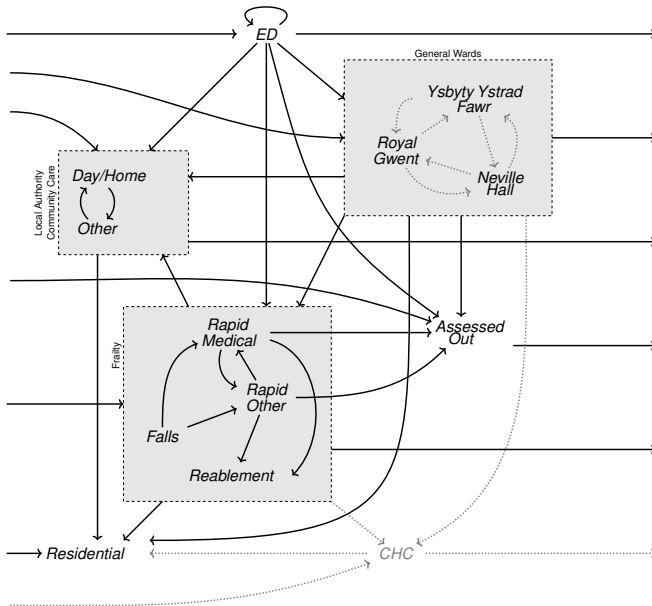 ED
General Wards
Ysbyty Ystrad
Fawr
Royal
Gwent
Neville
Hall
Local Authority
Community Care
Day/Home
Other
Frailty
Rapid
Medical
Assessed
Out
Rapid
Other
Falls
Reablement
Residential
CHC